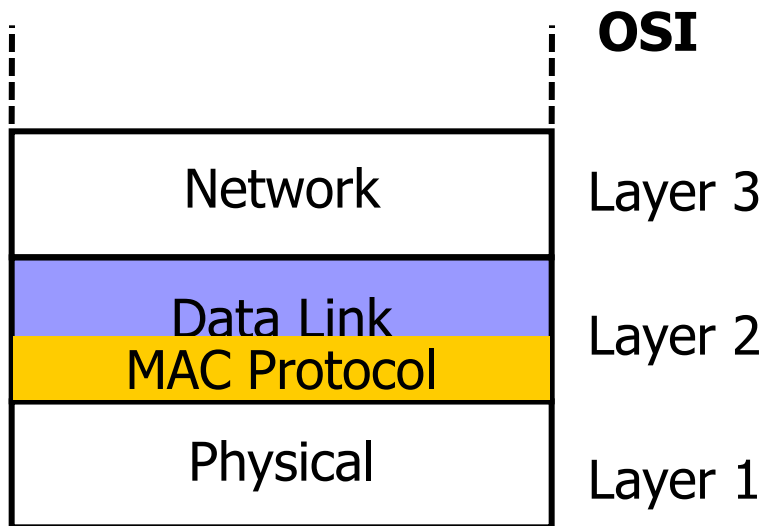 OSI
Network
Layer 3
Data Link
Layer 2
MAC Protocol
Physical
Layer 1